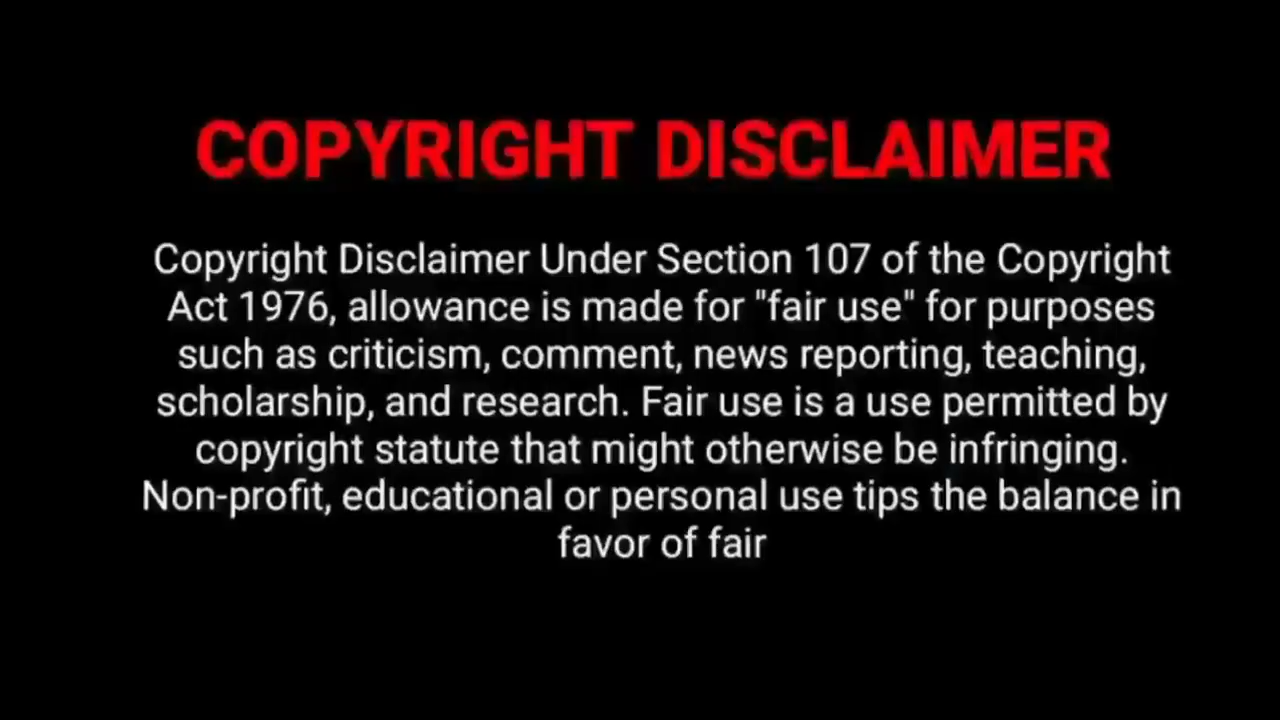 COPYRIGHT DISCLAIMER
Copyright Disclaimer Under Section 107 of the Copyright
Act 1976, allowance is made for "fair use" for purposes
such as criticism, comment, news reporting, teaching,
scholarship, and research. Fair use is a use permitted by
copyright statute that might otherwise be infringing.
Non-profit, educational or personal use tips the balance in
favor of fair